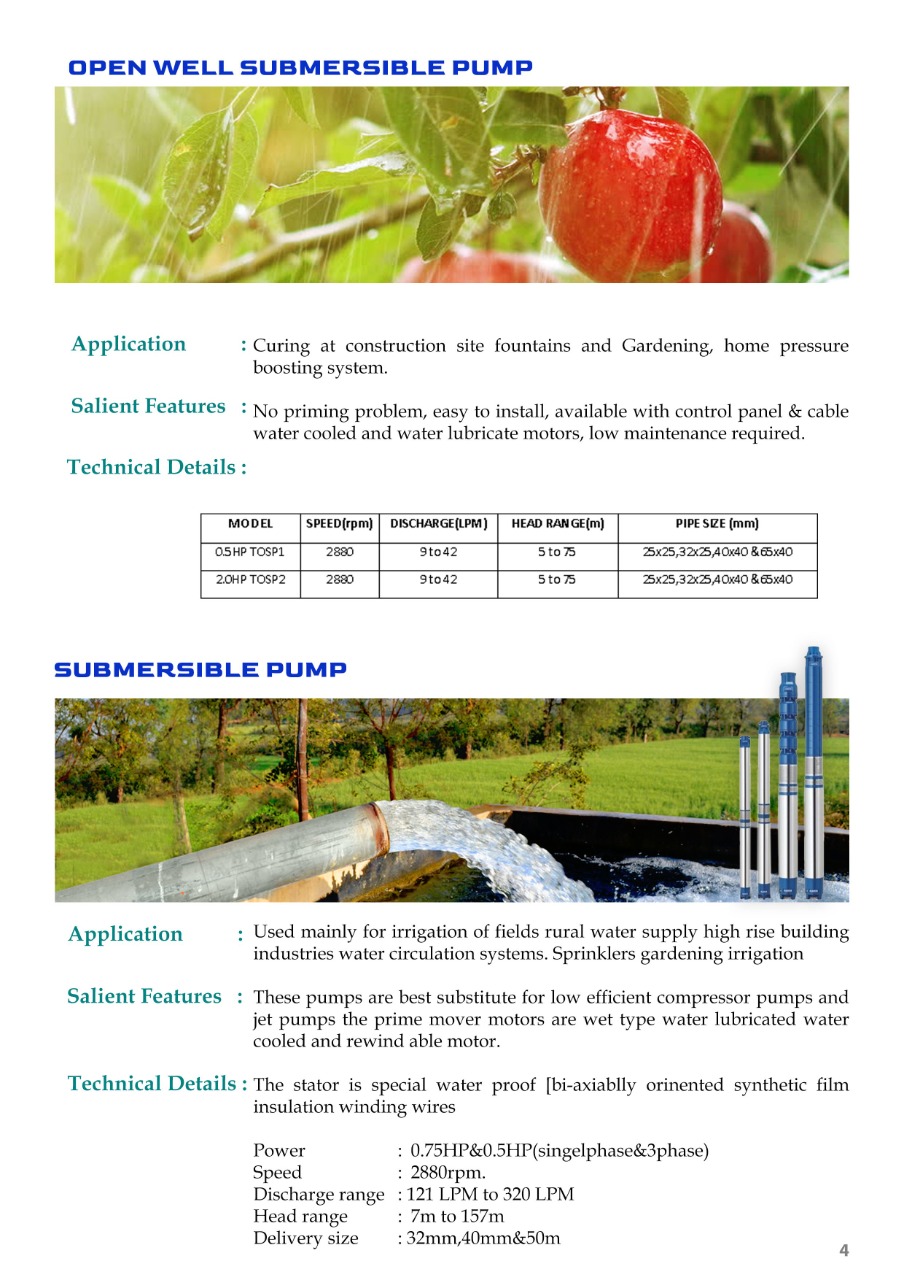 OPEN WELL SUBMERSIBLE PUMP
Application : Curing at construction site fountains and Gardening, home pressure
boosting system.
Salient Features : No priming problem, easy to install, available with control panel & cable
water cooled and water lubricate motors, low maintenance required.
Technical Details :
MODEL SPEED(rpm) DISCHARGE(LPM) HEAD RANGE(m) PIPE SIZE (mm)
0.5HP TOSP1 2880 9 to 42 5 to 75 25x25,32x25,40x40 &65x40
2.0HP TOSP2 2880 9 to 42 5 to 75 25x25,32x25,40x40 &65x40
SUBMERSIBLE PUMP
Application : Used mainly for irrigation of fields rural water supply high rise building
industries water circulation systems. Sprinklers gardening irrigation
Salient Features : These pumps are best substitute for low efficient compressor pumps and
jet pumps the prime mover motors are wet type water lubricated water
cooled and rewind able motor.
Technical Details : The stator is special water proof [bi-axiablly orinented synthetic film
insulation winding wires
Power : 0.75HP&0.5HP(singelphase&3phase)
Speed : 2880rpm.
Discharge range : 121 LPM to 320 LPM
Head range : 7m to 157m
Delivery size : 32mm,40mm&50m
4